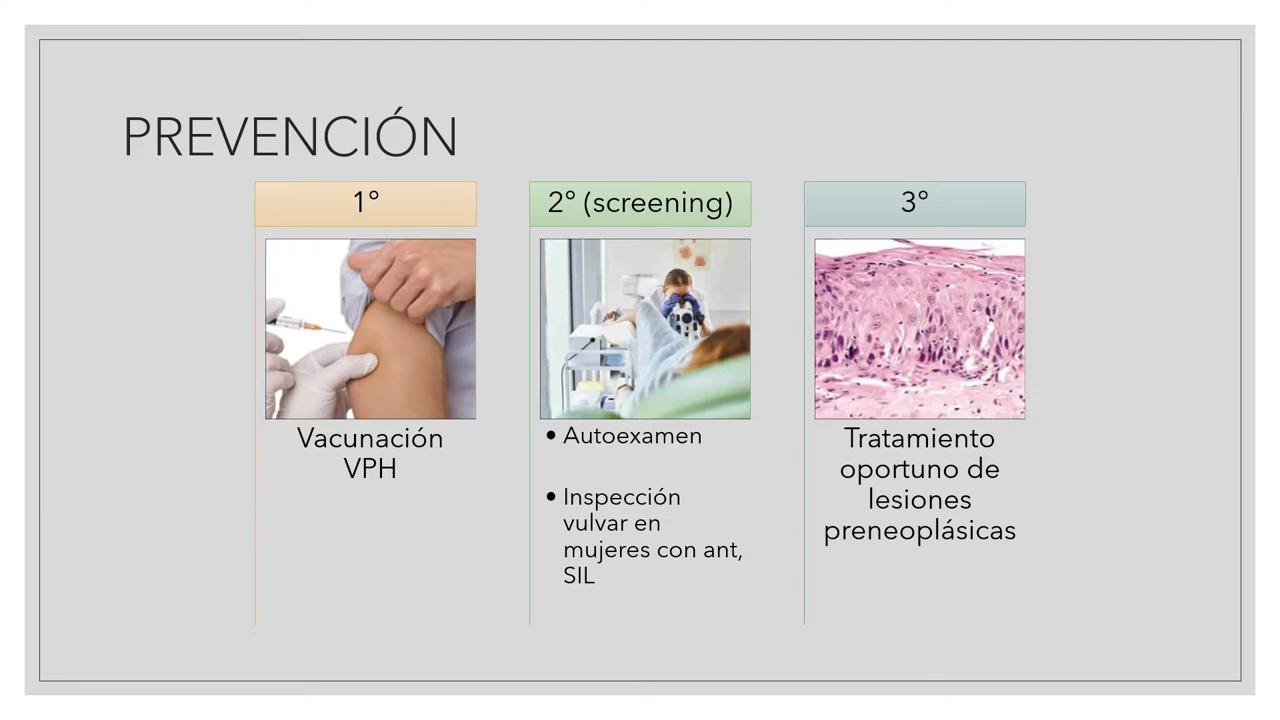 PREVENCIÓN
1°
Vacunación
VPH
2° (screening)
• Autoexamen
• Inspección
vulvar en
mujeres con ant,
SIL
3°
Tratamiento
oportuno de
lesiones
preneoplásicas